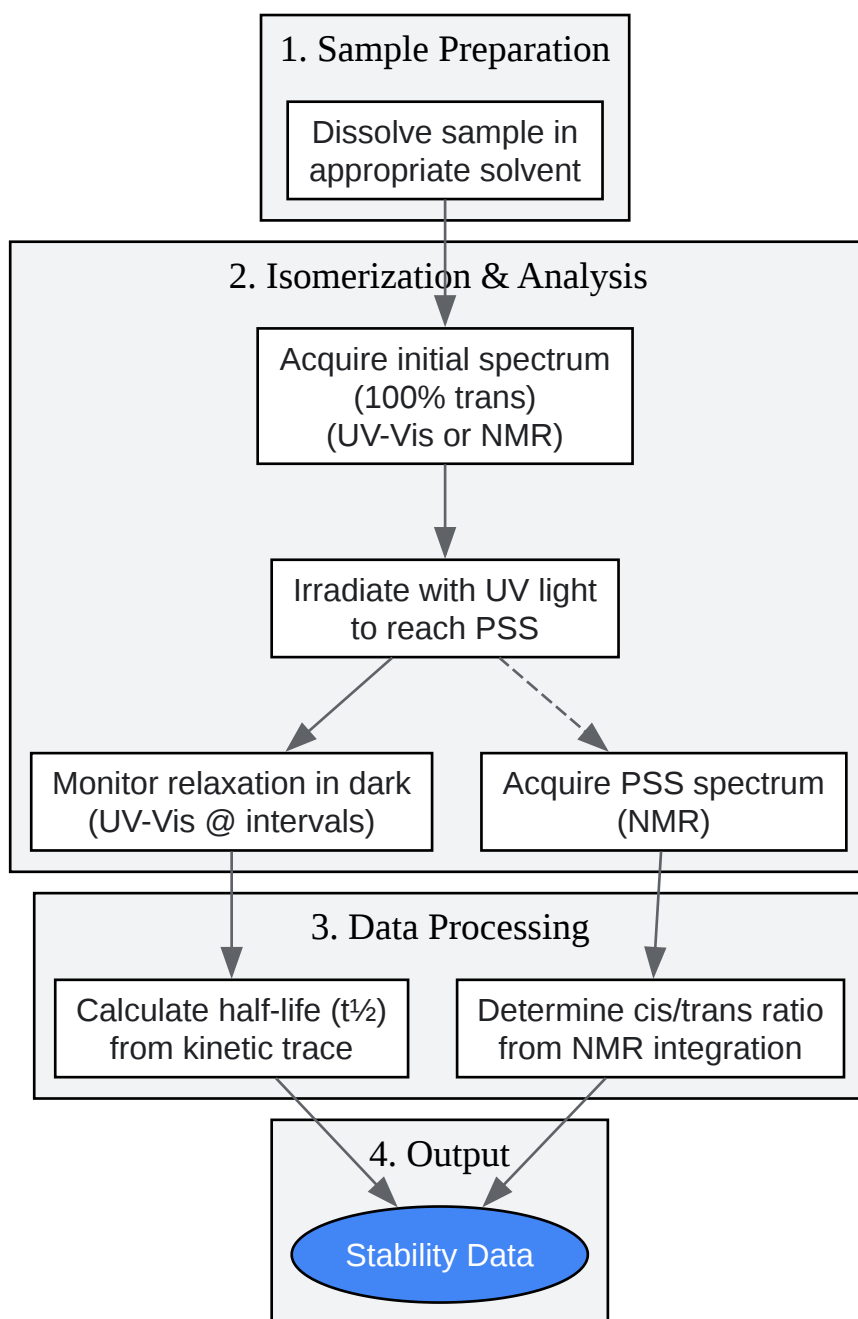 1. Sample Preparation
Dissolve sample in
appropriate solvent
2. Isomerization & Analysis
Acquire initial spectrum
(100% trans)
(UV-Vis or NMR)
Irradiate with UV light
to reach PSS
Monitor relaxation in dark
(UV-Vis @ intervals)
Acquire PSS spectrum
(NMR)
3. Data Processing
Calculate half-life (t½)
from kinetic trace
Determine cis/trans ratio
from NMR integration
4. Output
Stability Data